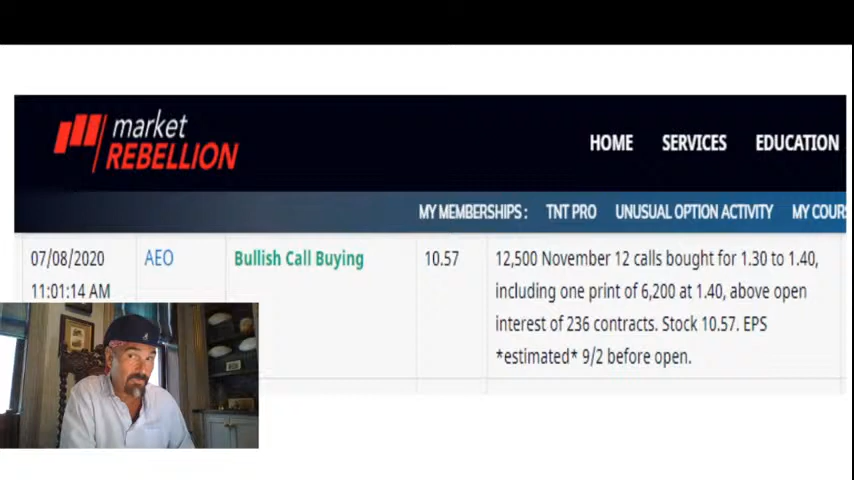 market
REBELLION
HOME SERVICES EDUCATION
MY MEMBERSHIPS : TNT PRO UNUSUAL OPTION ACTIVITY MY COUR
07/08/2020 AEO Bullish Call Buying 10.57 12,500 November 12 calls bought for 1.30 to 1.40,
11:01:14 AM including one print of 6,200 at 1.40, above open
interest of 236 contracts. Stock 10.57. EPS
*estimated* 9/2 before open.